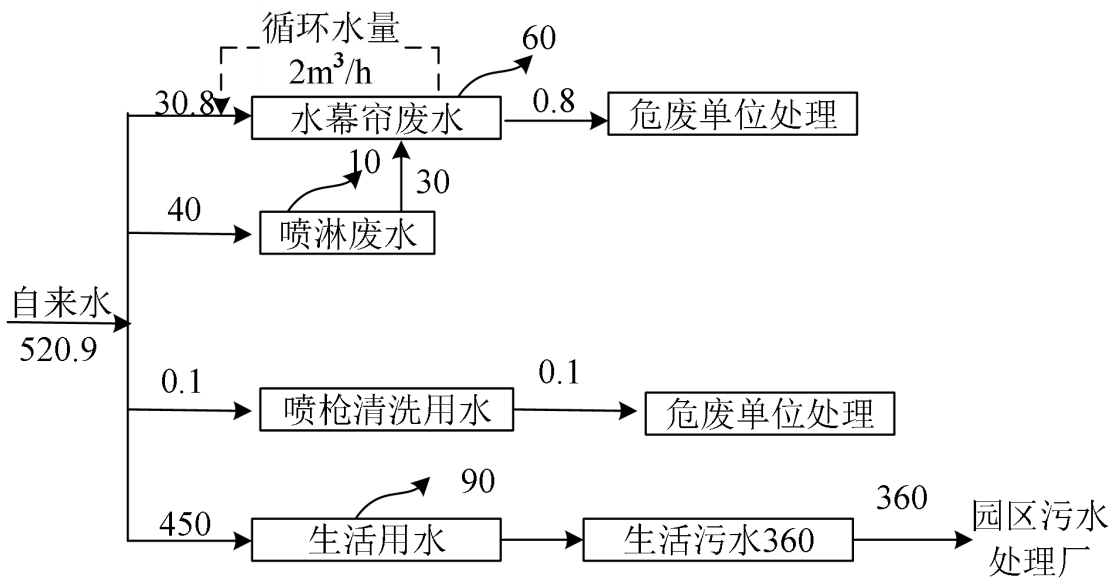 循环水量
2m³/h
60
30.8
水幕帘废水
0.8
危废单位处理
10
30
40
喷淋废水
自来水
520.9
0.1
喷枪清洗用水
0.1
危废单位处理
90
450
生活用水
生活污水360
360
园区污水
处理厂